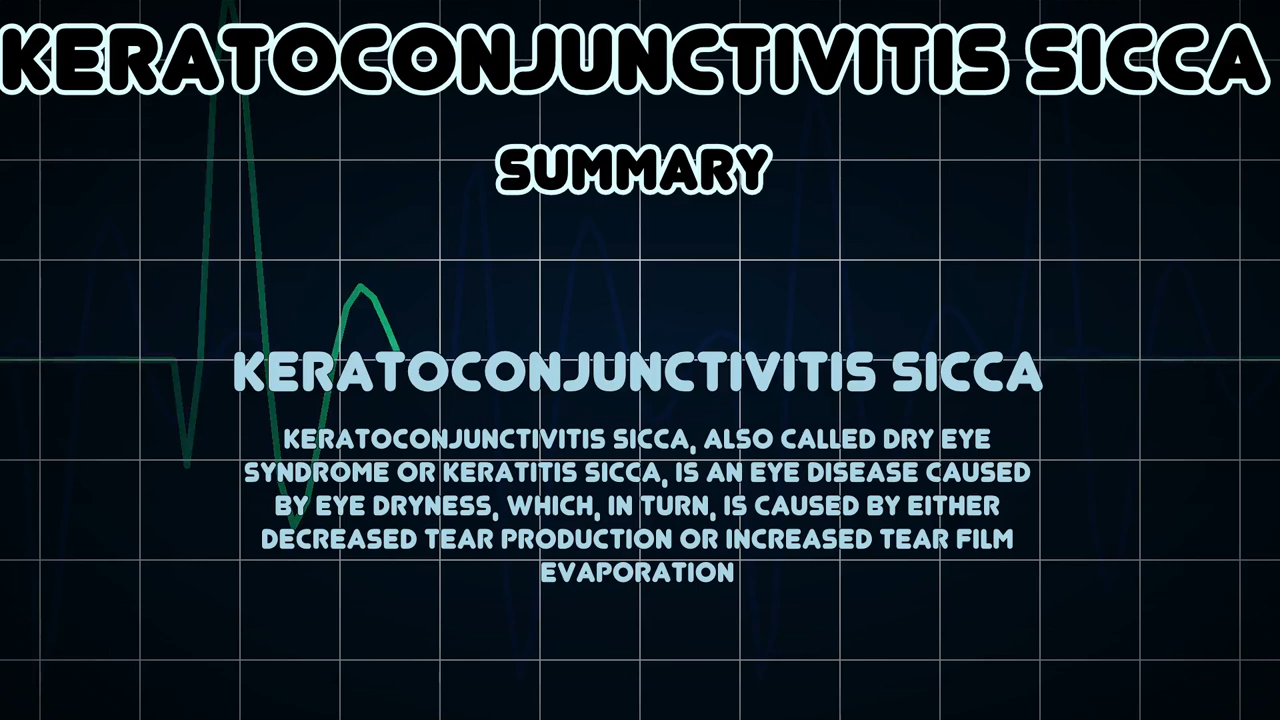 KERATOCONJUNCTIVITIS SICCA
SUMMARY
KERATOCONJUNCTIVITIS SICCA
KERATOCONJUNCTIVITIS SICCA, ALSO CALLED DRY EYE
SYNDROME OR KERATITIS SICCA, IS AN EYE DISEASE CAUSED
BY EYE DRYNESS, WHICH, IN TURN, IS CAUSED BY EITHER
DECREASED TEAR PRODUCTION OR INCREASED TEAR FILM
EVAPORATION